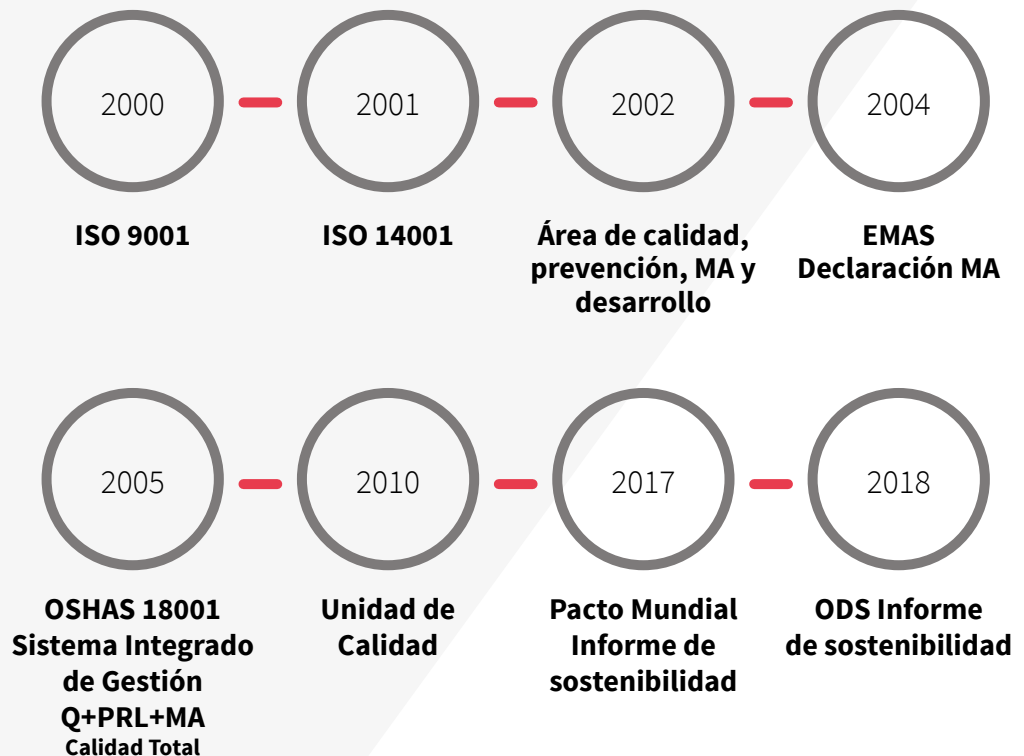 2000
2001
2002
2004
ISO 9001
ISO 14001
Área de calidad,
prevención, MA y
desarrollo
EMAS
Declaración MA
2005
2010
2017
2018
OSHAS 18001
Sistema Integrado
de Gestión
Q+PRL+MA
Calidad Total
Unidad de
Calidad
Pacto Mundial
Informe de
sostenibilidad
ODS Informe
de sostenibilidad